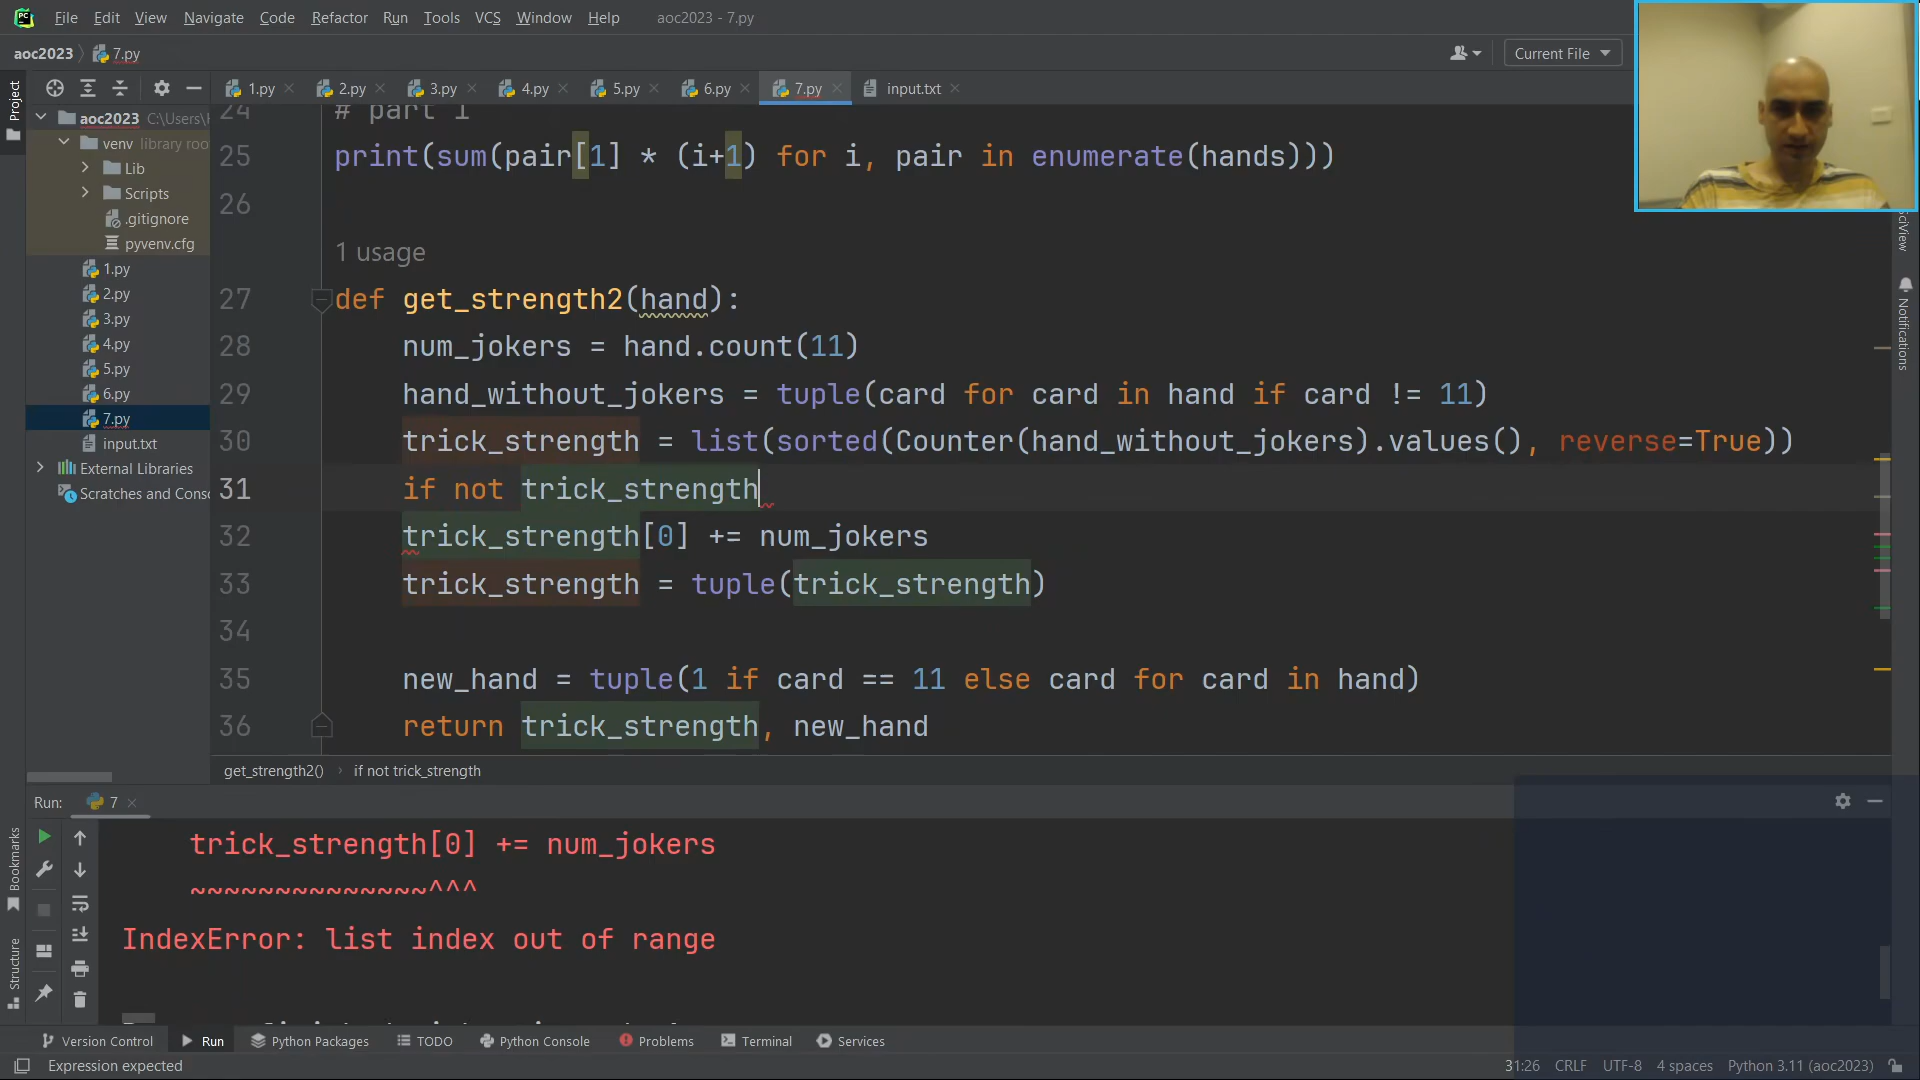 File Edit View Navigate Code Refactor Run Tools VCS Window Help aoc2023 - 7.py
aoc2023 7.py Current File
Project
1.py 2.py 3.py 4.py 5.py 6.py 7.py input.txt
aoc2023 C:\Users\
venv library roo
Lib
Scripts
.gitignore
pyvenv.cfg
1.py
2.py
3.py
4.py
5.py
6.py
7.py
input.txt
External Libraries
Scratches and Conso
24 # part 1
25 print(sum(pair[1] * (i+1) for i, pair in enumerate(hands)))
26
1 usage
27 def get_strength2(hand):
28 num_jokers = hand.count(11)
29 hand_without_jokers = tuple(card for card in hand if card != 11)
30 trick_strength = list(sorted(Counter(hand_without_jokers).values(), reverse=True))
31 if not trick_strength
32 trick_strength[0] += num_jokers
33 trick_strength = tuple(trick_strength)
34
35 new_hand = tuple(1 if card == 11 else card for card in hand)
36 return trick_strength, new_hand
get_strength2() › if not trick_strength
SciView
Notifications
Run: 7
trick_strength[0] += num_jokers
~~~~~~~~~~~~~~^^^
IndexError: list index out of range
Bookmarks
Structure
Version Control Run Python Packages TODO Python Console Problems Terminal Services
Expression expected 31:26 CRLF UTF-8 4 spaces Python 3.11 (aoc2023)